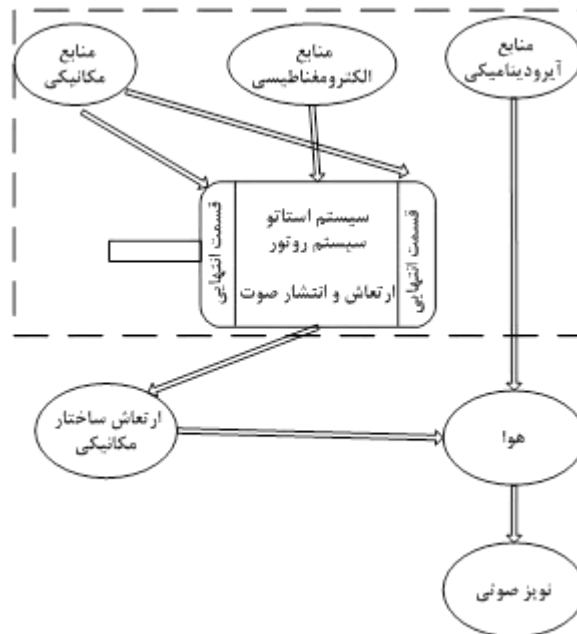 منابع
آیرودینامیکی
منابع
الکترومغناطیسی
منابع
مکانیکی
قسمت انتهایی
سیستم استاتو
سیستم روتور
ارتعاش و انتشار صوت
قسمت انتهایی
ارتعاش ساختار
مکانیکی
هوا
نویز صوتی